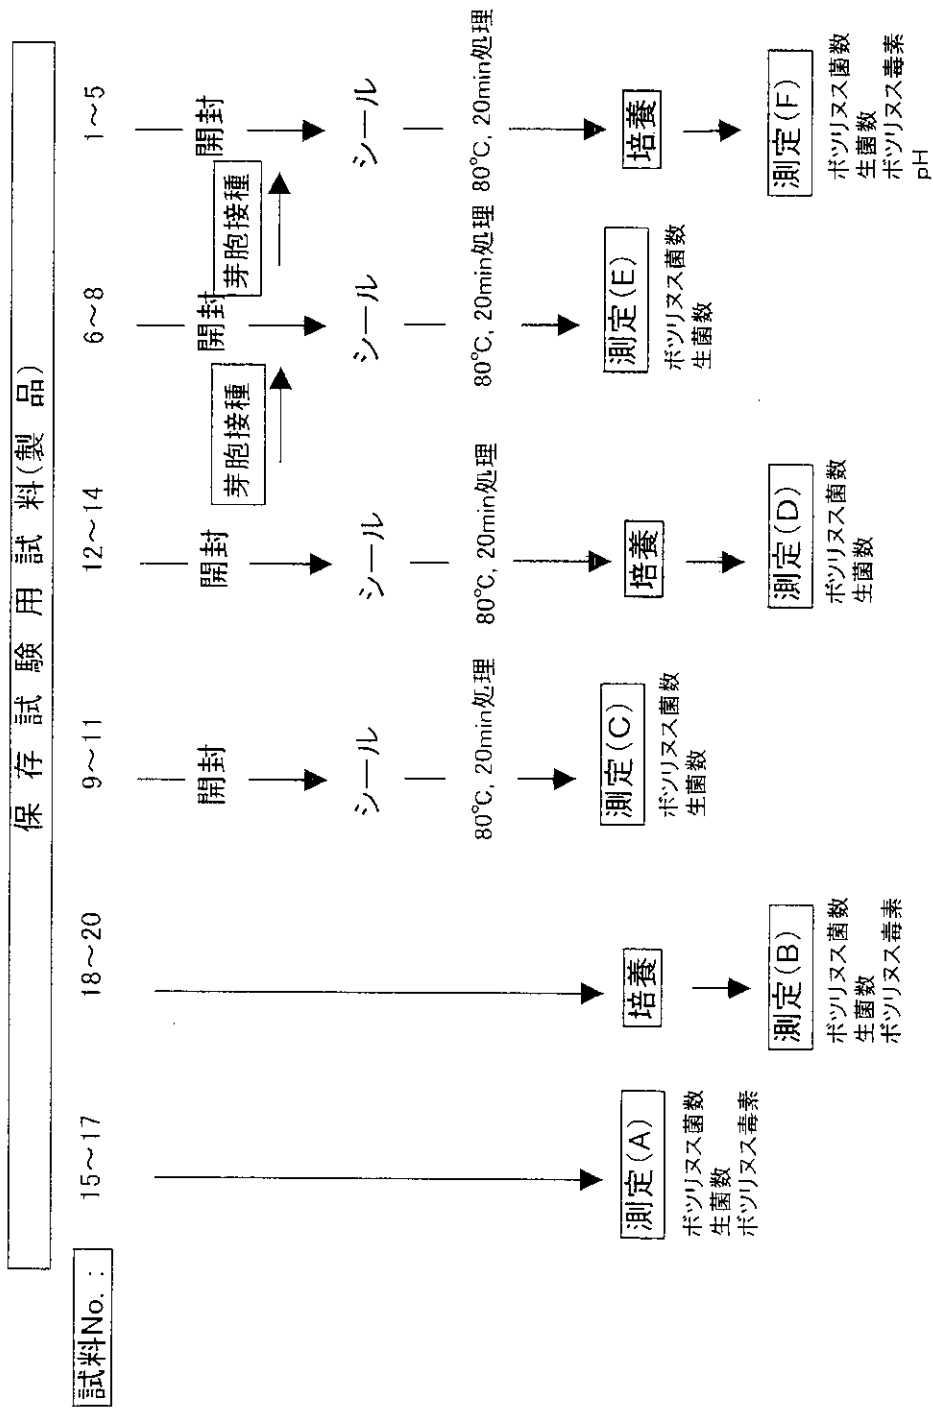 保存試験用試料(製品)
試料No.:
15～17
18～20
9～11
12～14
6～8
1～5
開封
開封
芽胞接種
開封
芽胞接種
開封
シール
シール
シール
シール
80℃, 20min処理
80℃, 20min処理
80℃, 20min処理
80℃, 20min処理
測定(A)
ボツリヌス菌数
生菌数
ボツリヌス毒素
培養
測定(B)
ボツリヌス菌数
生菌数
ボツリヌス毒素
測定(C)
ボツリヌス菌数
生菌数
培養
測定(D)
ボツリヌス菌数
生菌数
測定(E)
ボツリヌス菌数
生菌数
培養
測定(F)
ボツリヌス菌数
生菌数
ボツリヌス毒素
pH